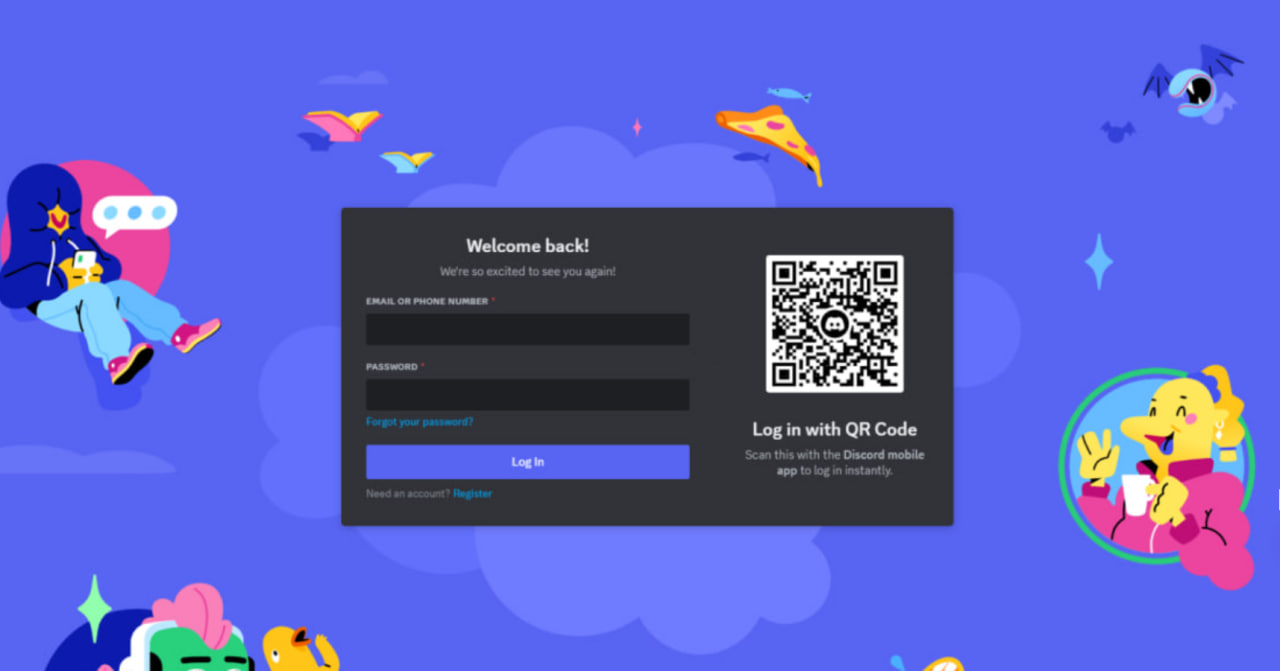 Welcome back!
We're so excited to see you again!
EMAIL OR PHONE NUMBER *
PASSWORD *
Forgot your password?
Log In
Need an account? Register
Log in with QR Code
Scan this with the Discord mobile
app to log in instantly.